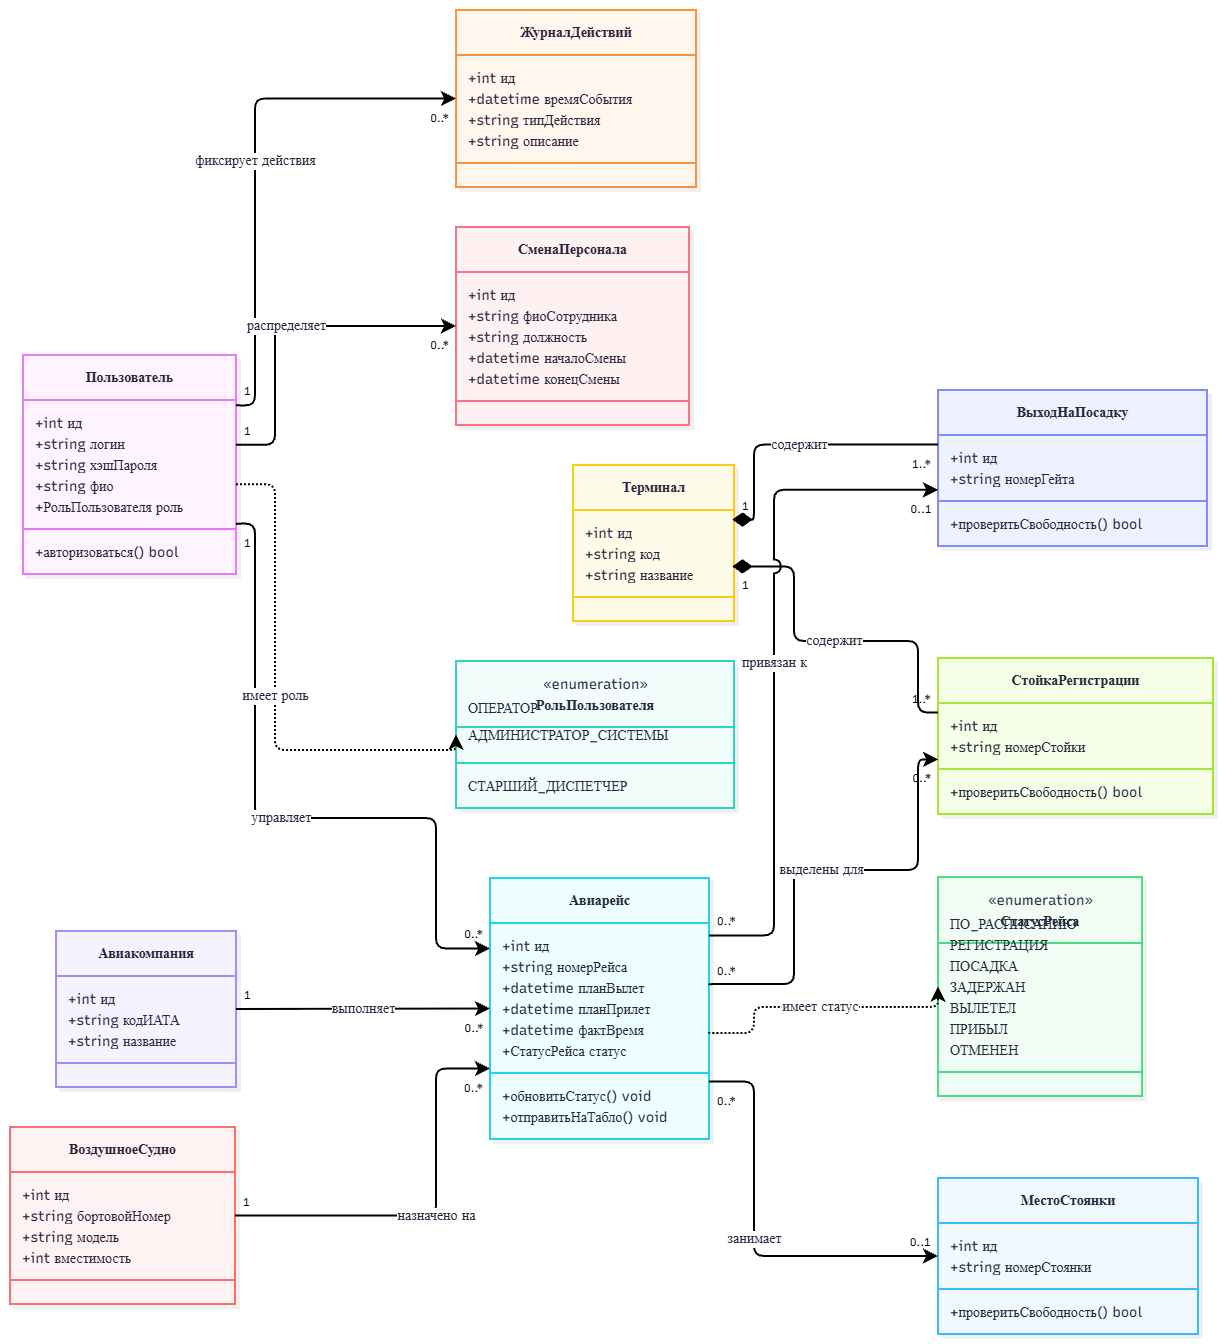 ЖурналДействий
+int ид
+datetime времяСобытия
+string типДействия
+string описание
0..*
фиксирует действия
СменаПерсонала
+int ид
+string фиоСотрудника
+string должность
+datetime началоСмены
+datetime конецСмены
распределяет
0..*
Пользователь
+int ид
+string логин
+string хэшПароля
+string фио
+РольПользователя роль
+авторизоваться() bool
1
1
1
ВыходНаПосадку
+int ид
+string номерГейта
+проверитьСвободность() bool
содержит
1..*
0..1
Терминал
+int ид
+string код
+string название
1
1
содержит
привязан к
СтойкаРегистрации
+int ид
+string номерСтойки
+проверитьСвободность() bool
1..*
0..*
имеет роль
«enumeration»
РольПользователя
ОПЕРАТОР
АДМИНИСТРАТОР_СИСТЕМЫ
СТАРШИЙ_ДИСПЕТЧЕР
управляет
выделены для
Авиарейс
+int ид
+string номерРейса
+datetime планВылет
+datetime планПрилет
+datetime фактВремя
+СтатусРейса статус
+обновитьСтатус() void
+отправитьНаТабло() void
0..*
0..*
0..*
0..*
0..*
0..*
«enumeration»
СтатусРейса
ПО_РАСПИСАНИЮ
РЕГИСТРАЦИЯ
ПОСАДКА
ЗАДЕРЖАН
ВЫЛЕТЕЛ
ПРИБЫЛ
ОТМЕНЕН
имеет статус
Авиакомпания
+int ид
+string кодИАТА
+string название
1
выполняет
ВоздушноеСудно
+int ид
+string бортовойНомер
+string модель
+int вместимость
1
назначено на
занимает
0..1
МестоСтоянки
+int ид
+string номерСтоянки
+проверитьСвободность() bool